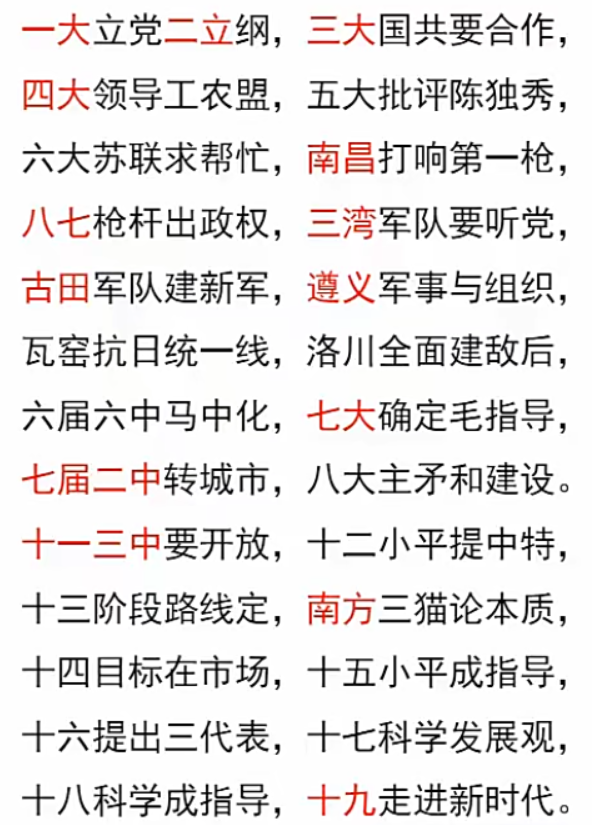 一大立党二立纲，三大国共要合作，
四大领导工农盟，五大批评陈独秀，
六大苏联求帮忙，南昌打响第一枪，
八七枪杆出政权，三湾军队要听党，
古田军队建新军，遵义军事与组织，
瓦窑抗日统一线，洛川全面建敌后，
六届六中马中化，七大确定毛指导，
七届二中转城市，八大主矛和建设。
十一三中要开放，十二小平提中特，
十三阶段路线定，南方三猫论本质，
十四目标在市场，十五小平成指导，
十六提出三代表，十七科学发展观，
十八科学成指导，十九走进新时代。